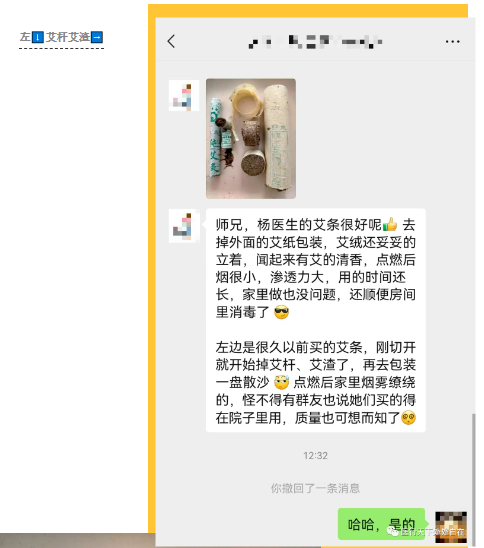 左⬇️艾杆艾渣➡️
师兄，杨医生的艾条很好呢👍 去
掉外面的艾纸包装，艾绒还妥妥的
立着，闻起来有艾的清香，点燃后
烟很小，渗透力大，用的时间还
长，家里做也没问题，还顺便房间
里消毒了 😎
左边是很久以前买的艾条，刚切开
就开始掉艾杆、艾渣了，再去包装
一盘散沙 🙄 点燃后家里烟雾缭绕
的，怪不得有群友也说她们买的得
在院子里用，质量也可想而知了😳
12:32
你撤回了一条消息
哈哈，是的